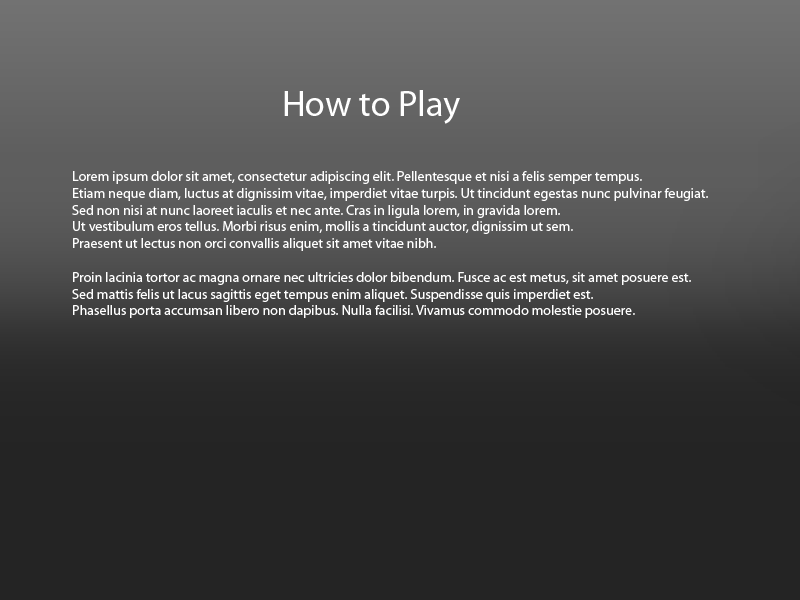 How to Play
Lorem ipsum dolor sit amet, consectetur adipiscing elit. Pellentesque et nisi a felis semper tempus.
Etiam neque diam, luctus at dignissim vitae, imperdiet vitae turpis. Ut tincidunt egestas nunc pulvinar feugiat.
Sed non nisi at nunc laoreet iaculis et nec ante. Cras in ligula lorem, in gravida lorem.
Ut vestibulum eros tellus. Morbi risus enim, mollis a tincidunt auctor, dignissim ut sem.
Praesent ut lectus non orci convallis aliquet sit amet vitae nibh.
Proin lacinia tortor ac magna ornare nec ultricies dolor bibendum. Fusce ac est metus, sit amet posuere est.
Sed mattis felis ut lacus sagittis eget tempus enim aliquet. Suspendisse quis imperdiet est.
Phasellus porta accumsan libero non dapibus. Nulla facilisi. Vivamus commodo molestie posuere.